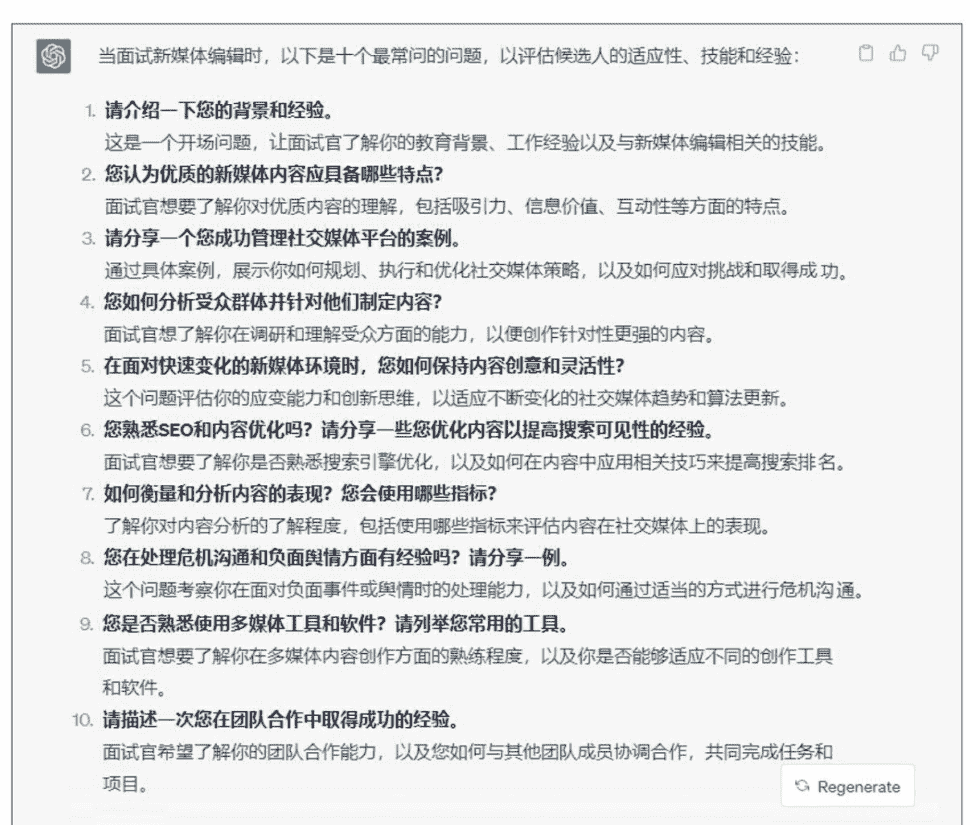 当面试新媒体编辑时，以下是十个最常问的问题，以评估候选人的适应性、技能和经验：
1. 请介绍一下您的背景和经验。
这是一个开场问题，让面试官了解你的教育背景、工作经验以及与新媒体编辑相关的技能。
2. 您认为优质的新媒体内容应具备哪些特点？
面试官想要了解你对优质内容的理解，包括吸引力、信息价值、互动性等方面的特点。
3. 请分享一个您成功管理社交媒体平台的案例。
通过具体案例，展示你如何规划、执行和优化社交媒体策略，以及如何应对挑战和取得成功。
4. 您如何分析受众群体并针对他们制定内容？
面试官想了解你在调研和理解受众方面的能力，以便创作针对性更强的内容。
5. 在面对快速变化的新媒体环境时，您如何保持内容创意和灵活性？
这个问题评估你的应变能力和创新思维，以适应不断变化的社交媒体趋势和算法更新。
6. 您熟悉SEO和内容优化吗？请分享一些您优化内容以提高搜索可见性的经验。
面试官想要了解你是否熟悉搜索引擎优化，以及如何在内容中应用相关技巧来提高搜索排名。
7. 如何衡量和分析内容的表现？您会使用哪些指标？
了解你对内容分析的了解程度，包括使用哪些指标来评估内容在社交媒体上的表现。
8. 您在处理危机沟通和负面舆情方面有经验吗？请分享一例。
这个问题考察你在面对负面事件或舆情时的处理能力，以及如何通过适当的方式进行危机沟通。
9. 您是否熟悉使用多媒体工具和软件？请列举您常用的工具。
面试官想要了解你在多媒体内容创作方面的熟练程度，以及你是否能够适应不同的创作工具
和软件。
10. 请描述一次您在团队合作中取得成功的经验。
面试官希望了解你的团队合作能力，以及您如何与其他团队成员协调合作，共同完成任务和
项目。
Regenerate